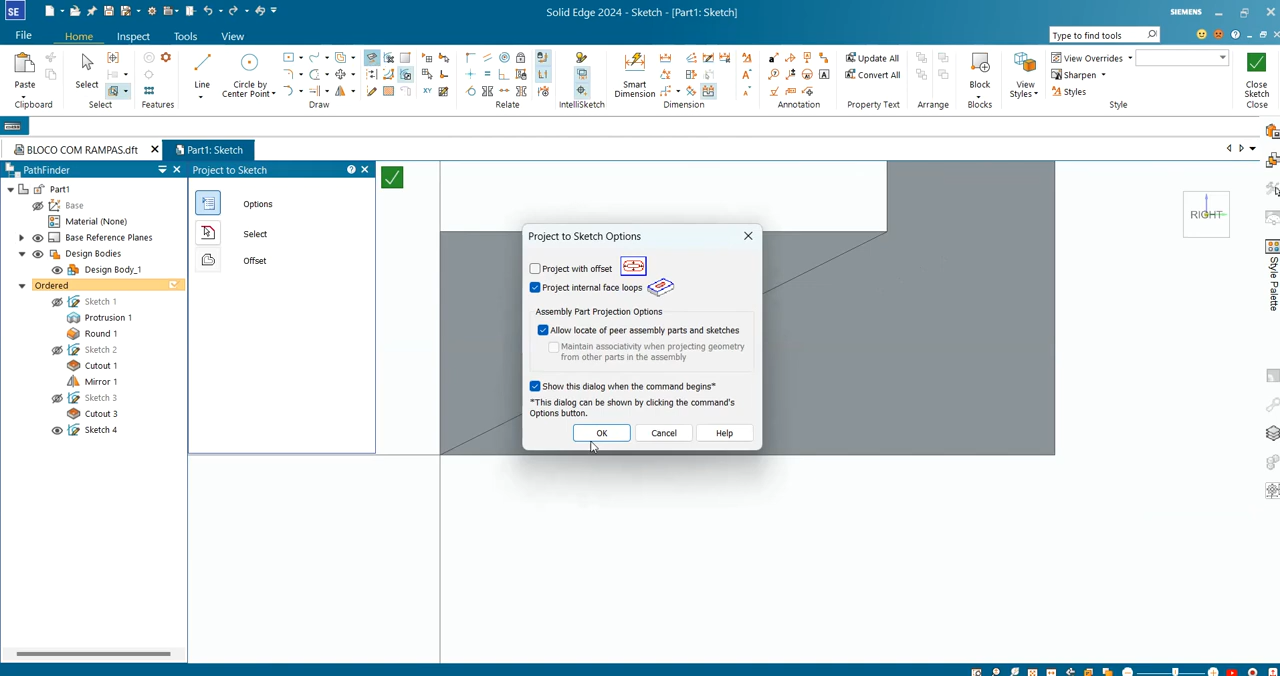 SE
Solid Edge 2024 - Sketch - [Part1: Sketch]
SIEMENS
File
Home
Inspect
Tools
View
Type to find tools
Paste
Clipboard
Select
Select
Features
Line
Circle by
Center Point
Draw
Relate
IntelliSketch
Smart
Dimension
Dimension
Annotation
Update All
Convert All
Property Text
Arrange
Block
Blocks
View
Styles
View Overrides
Sharpen
Styles
Style
Close
Sketch
Close
BLOCO COM RAMPAS.dft
Part1: Sketch
PathFinder
Part1
Base
Material (None)
Base Reference Planes
Design Bodies
Design Body_1
Ordered
Sketch 1
Protrusion 1
Round 1
Sketch 2
Cutout 1
Mirror 1
Sketch 3
Cutout 3
Sketch 4
Project to Sketch
Options
Select
Offset
Project to Sketch Options
Project with offset
Project internal face loops
Assembly Part Projection Options
Allow locate of peer assembly parts and sketches
Maintain associativity when projecting geometry
from other parts in the assembly
Show this dialog when the command begins*
*This dialog can be shown by clicking the command's
Options button.
OK
Cancel
Help
RIGHT
Style Palette